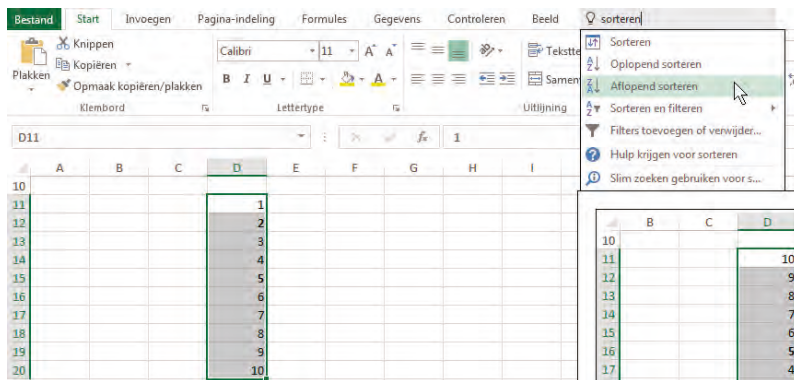 Bestand Start Invoegen Pagina-indeling Formules Gegevens Controleren Beeld sorteren
Knippen
Kopiëren
Opmaak kopiëren/plakken
Plakken
Klembord
Calibri 11 A A
B I U A
Lettertype
Tekstte
Samen
Uitlijning
Sorteren
Oplopend sorteren
Aflopend sorteren
Sorteren en filteren
Filters toevoegen of verwijder...
Hulp krijgen voor sorteren
Slim zoeken gebruiken voor s...
D11 fx 1
A B C D E F G H I
10
11 1
12 2
13 3
14 4
15 5
16 6
17 7
18 8
19 9
20 10
B C D
10
11 10
12 9
13 8
14 7
15 6
16 5
17 4